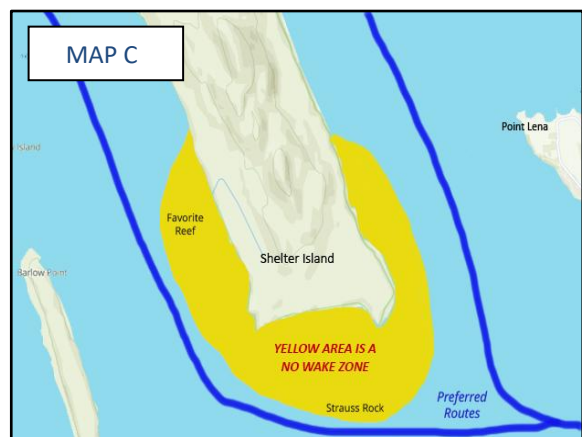 MAP C
Point Lena
Island
Favorite
Reef
Shelter Island
Barlow Point
YELLOW AREA IS A
NO WAKE ZONE
Preferred
Routes
Strauss Rock